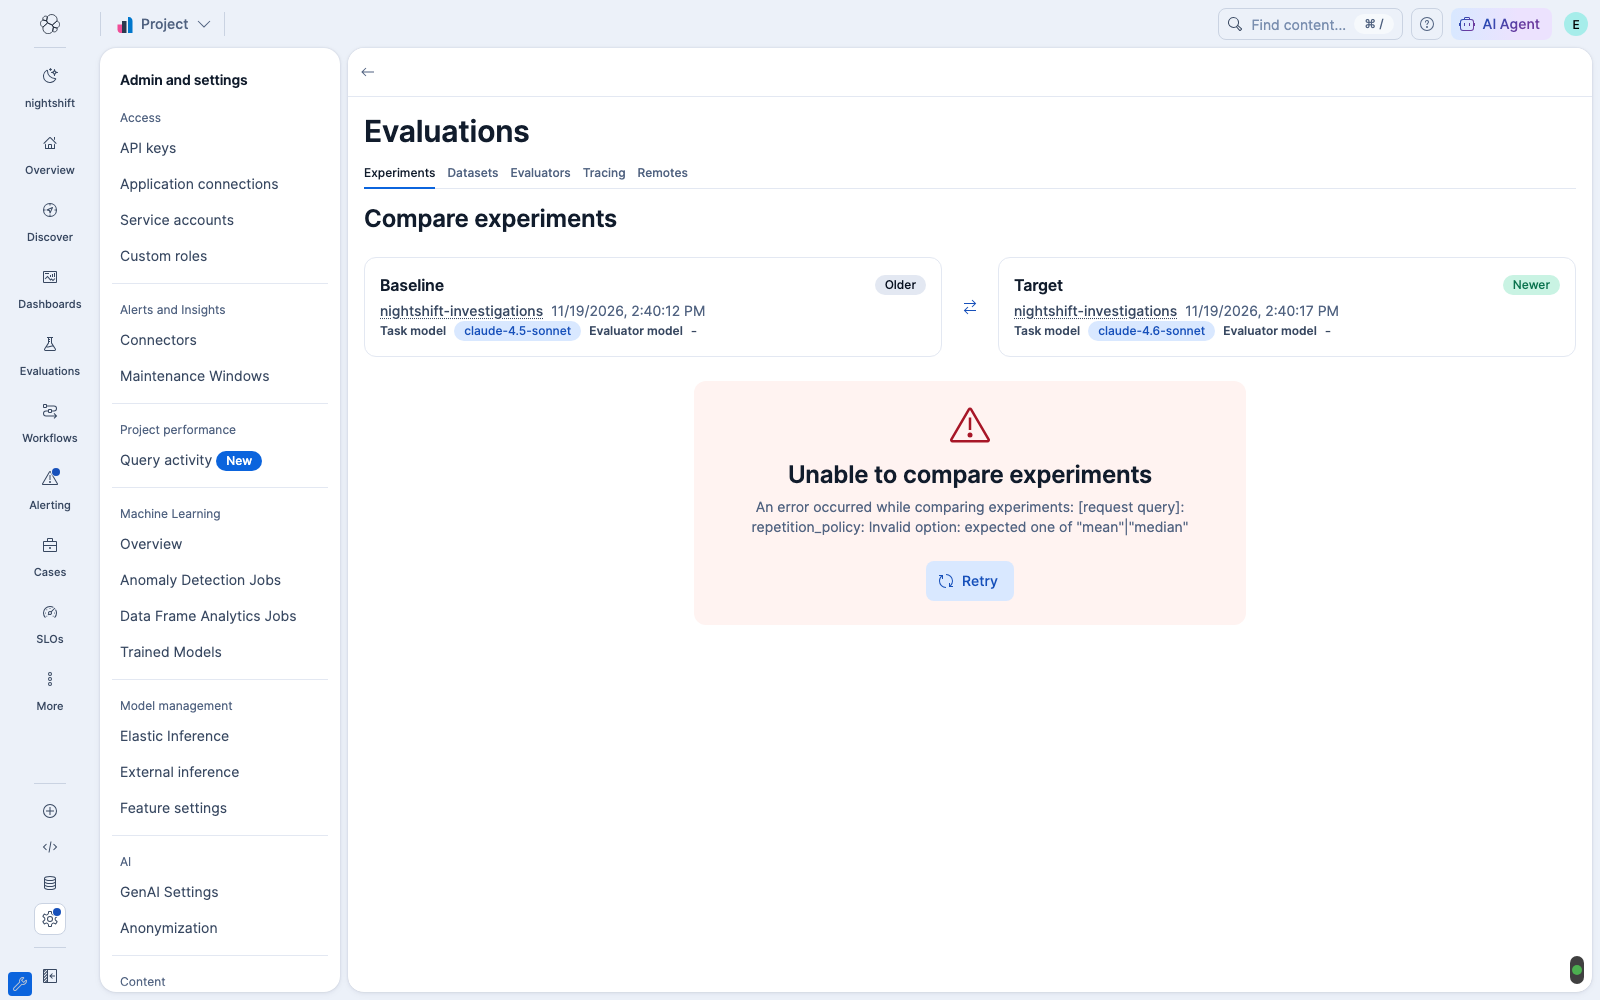 Project
Find content...
⌘ /
AI Agent
E
nightshift
Overview
Discover
Dashboards
Evaluations
Workflows
Alerting
Cases
SLOs
More
Admin and settings
Access
API keys
Application connections
Service accounts
Custom roles
Alerts and Insights
Connectors
Maintenance Windows
Project performance
Query activity New
Machine Learning
Overview
Anomaly Detection Jobs
Data Frame Analytics Jobs
Trained Models
Model management
Elastic Inference
External inference
Feature settings
AI
GenAI Settings
Anonymization
Content
Evaluations
Experiments Datasets Evaluators Tracing Remotes
Compare experiments
Baseline Older
nightshift-investigations 11/19/2026, 2:40:12 PM
Task model claude-4.5-sonnet Evaluator model -
Target Newer
nightshift-investigations 11/19/2026, 2:40:17 PM
Task model claude-4.6-sonnet Evaluator model -
Unable to compare experiments
An error occurred while comparing experiments: [request query]:
repetition_policy: Invalid option: expected one of "mean"|"median"
Retry